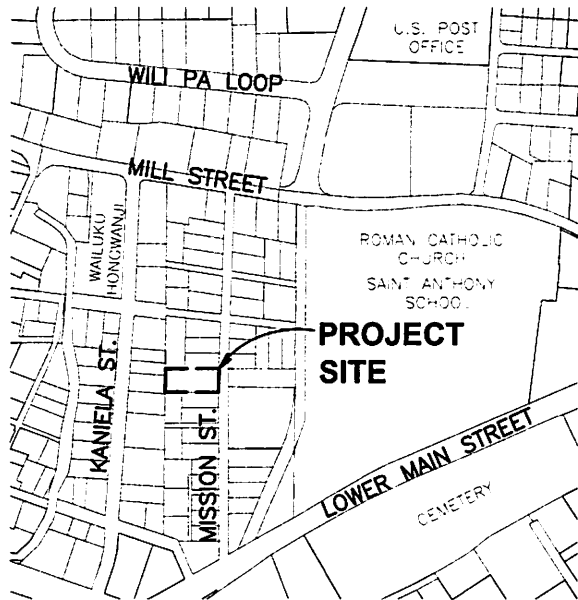 U.S. POST
OFFICE
WILI PA LOOP
MILL STREET
WAILUKU
HONGWANJI
ROMAN CATHOLIC
CHURCH
SAINT ANTHONY
SCHOOL
PROJECT
SITE
KANIELA ST.
MISSION ST.
LOWER MAIN STREET
CEMETERY